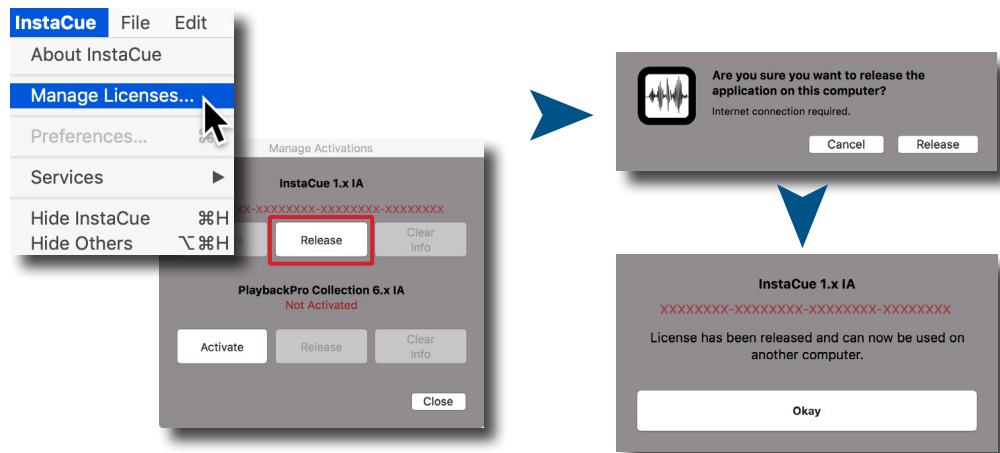 InstaCue File Edit
About InstaCue
Manage Licenses...
Preferences...
Services
Hide InstaCue ⌘H
Hide Others ⌥⌘H
Manage Activations
InstaCue 1.x IA
XX-XXXXXXXX-XXXXXXXX-XXXXXXXX
Release
Clear
Info
PlaybackPro Collection 6.x IA
Not Activated
Activate
Release
Clear
Info
Close
Are you sure you want to release the
application on this computer?
Internet connection required.
Cancel
Release
InstaCue 1.x IA
XXXXXXXX-XXXXXXXX-XXXXXXXX-XXXXXXXX
License has been released and can now be used on
another computer.
Okay